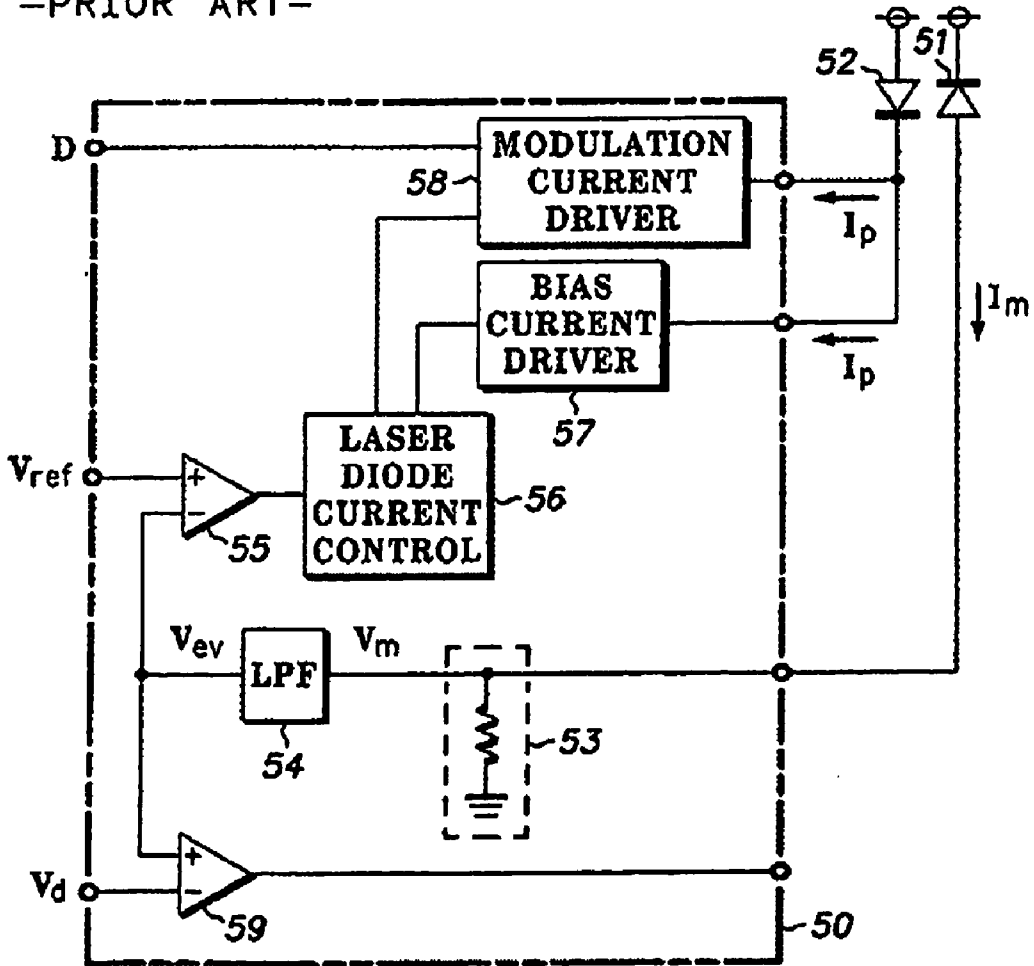 –PRIOR ART–
52
51
D
MODULATION
CURRENT
DRIVER
58
Ip
Im
BIAS
CURRENT
DRIVER
57
Ip
LASER
DIODE
CURRENT
CONTROL
56
Vref
+
−
55
Vev
LPF
54
Vm
53
Vd
+
−
59
50